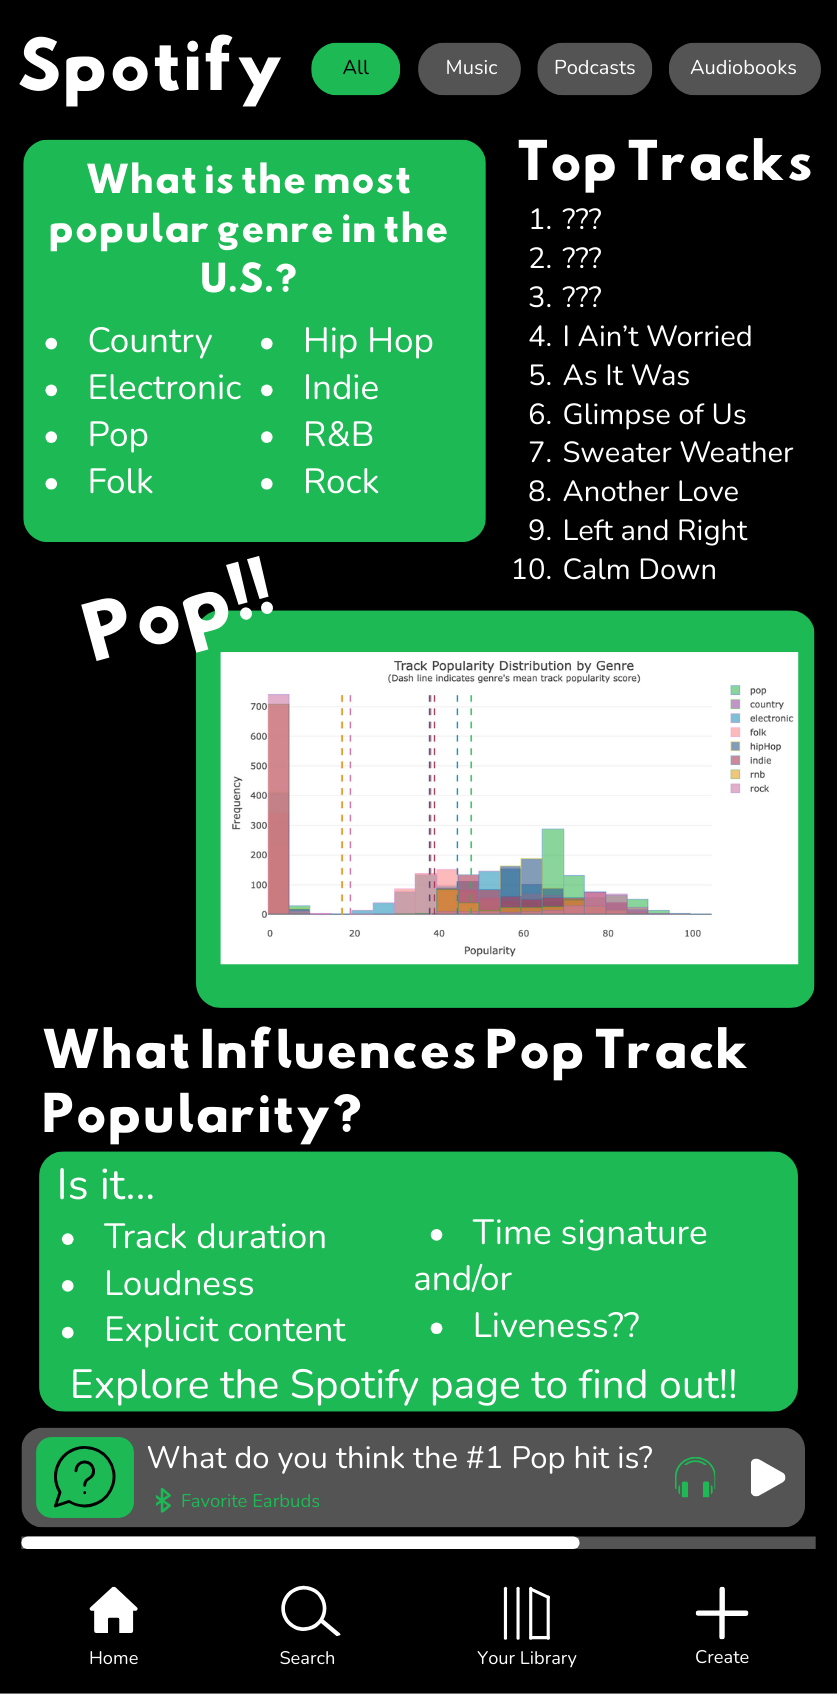 Spotify
All
Music
Podcasts
Audiobooks
What is the most
popular genre in the
U.S.?
• Country
• Electronic
• Pop
• Folk
• Hip Hop
• Indie
• R&B
• Rock
Top Tracks
1. ???
2. ???
3. ???
4. I Ain’t Worried
5. As It Was
6. Glimpse of Us
7. Sweater Weather
8. Another Love
9. Left and Right
10. Calm Down
Pop!!
Track Popularity Distribution by Genre
(Dash line indicates genre's mean track popularity score)
Frequency
700
600
500
400
300
200
100
0
0
20
40
60
80
100
Popularity
pop
country
electronic
folk
hipHop
indie
rnb
rock
What Influences Pop Track
Popularity?
Is it...
• Track duration
• Loudness
• Explicit content
• Time signature
and/or
• Liveness??
Explore the Spotify page to find out!!
?
What do you think the #1 Pop hit is?
Favorite Earbuds
Home
Search
Your Library
Create